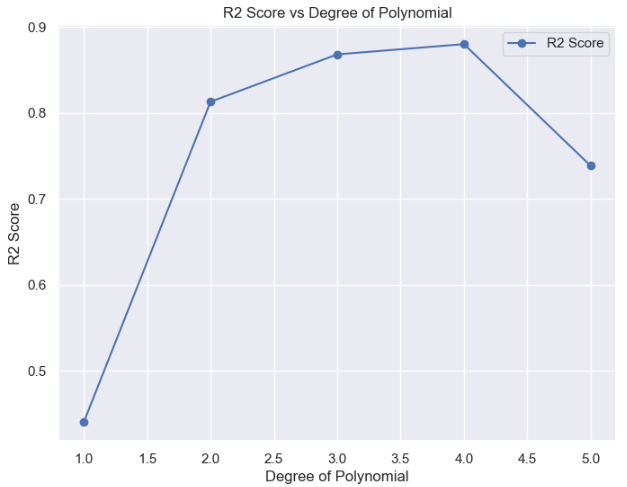 R2 Score vs Degree of Polynomial
R2 Score
0.9
0.8
0.7
0.6
0.5
R2 Score
1.0 1.5 2.0 2.5 3.0 3.5 4.0 4.5 5.0
Degree of Polynomial